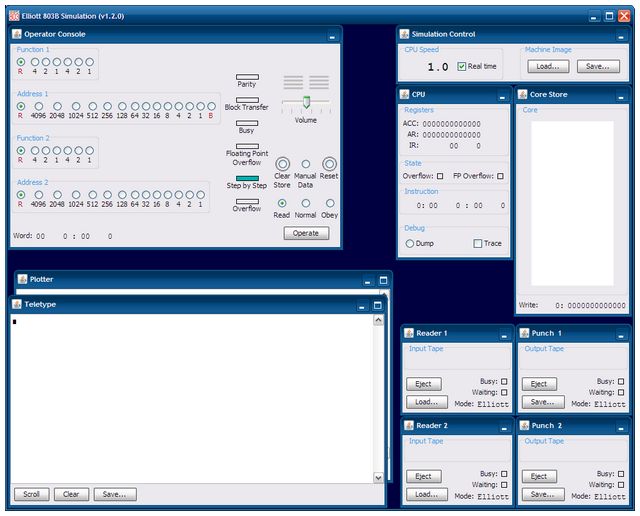 Elliott 803B Simulation (v1.2.0)
Operator Console
Function 1
R 4 2 1 4 2 1
Address 1
R 4096 2048 1024 512 256 128 64 32 16 8 4 2 1 B
Function 2
R 4 2 1 4 2 1
Address 2
R 4096 2048 1024 512 256 128 64 32 16 8 4 2 1
Word: 00 0 : 00 0
Parity
Block Transfer
Busy
Floating Point
Overflow
Step by Step
Overflow
Volume
Clear Store
Manual Data
Reset
Read
Normal
Obey
Operate
Simulation Control
CPU Speed
1.0
Real time
Machine Image
Load...
Save...
CPU
Registers
ACC: 0000000000000
AR: 0000000000000
IR: 00 0
State
Overflow:
FP Overflow:
Instruction
0: 00 0 : 00 0
Debug
Dump
Trace
Core Store
Core
Write: 0: 0000000000000
Plotter
Teletype
Scroll
Clear
Save...
Reader 1
Input Tape
Eject
Busy:
Waiting:
Load...
Mode: Elliott
Punch 1
Output Tape
Eject
Busy:
Waiting:
Save...
Mode: Elliott
Reader 2
Input Tape
Eject
Busy:
Waiting:
Load...
Mode: Elliott
Punch 2
Output Tape
Eject
Busy:
Waiting:
Save...
Mode: Elliott